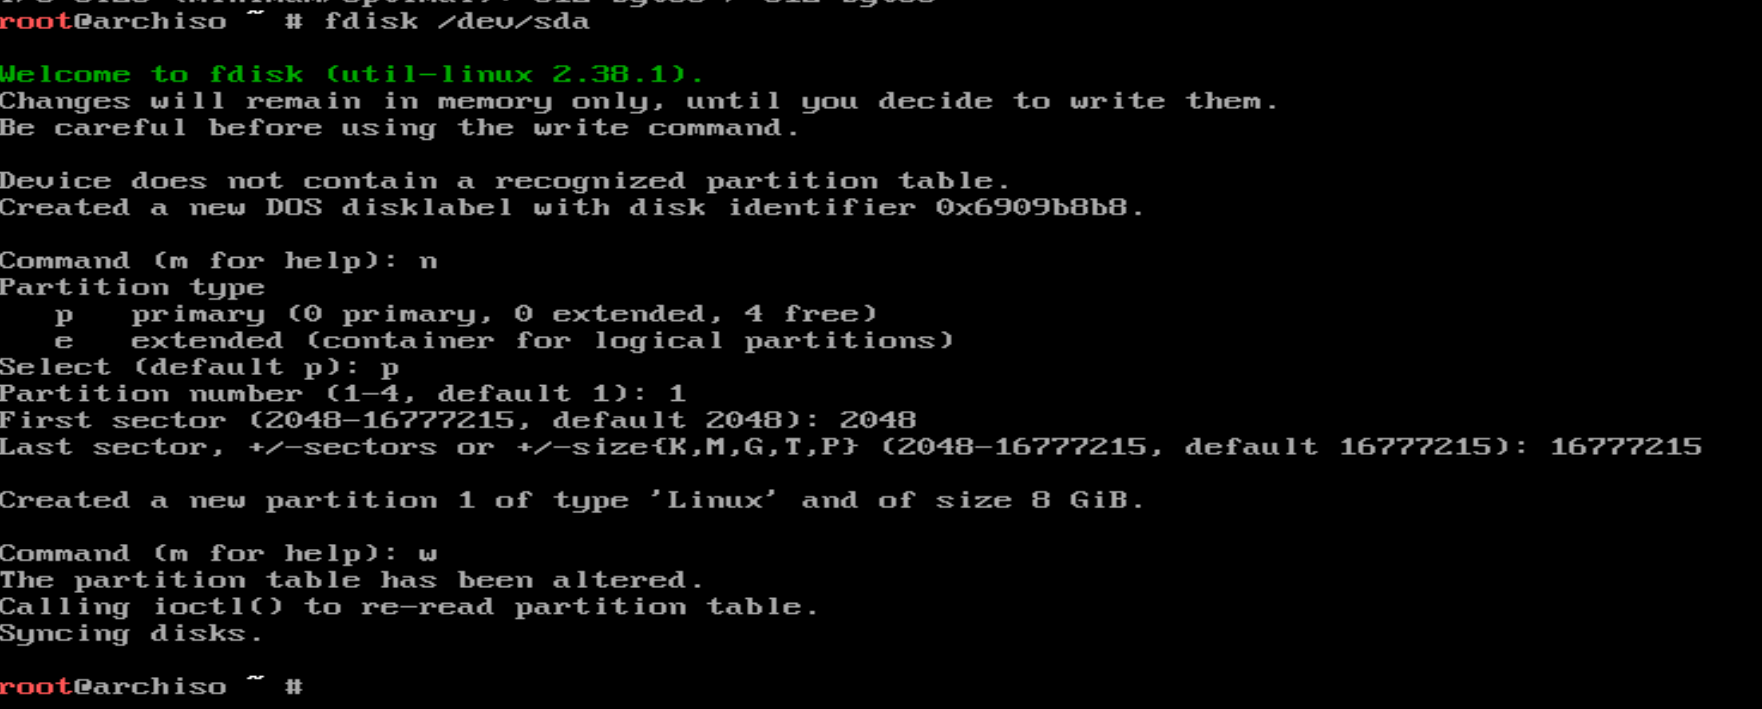 root@archiso ~ # fdisk /dev/sda
Welcome to fdisk (util-linux 2.38.1).
Changes will remain in memory only, until you decide to write them.
Be careful before using the write command.
Device does not contain a recognized partition table.
Created a new DOS disklabel with disk identifier 0x6909b8b8.
Command (m for help): n
Partition type
   p   primary (0 primary, 0 extended, 4 free)
   e   extended (container for logical partitions)
Select (default p): p
Partition number (1-4, default 1): 1
First sector (2048-16777215, default 2048): 2048
Last sector, +/-sectors or +/-size{K,M,G,T,P} (2048-16777215, default 16777215): 16777215
Created a new partition 1 of type 'Linux' and of size 8 GiB.
Command (m for help): w
The partition table has been altered.
Calling ioctl() to re-read partition table.
Syncing disks.
root@archiso ~ #